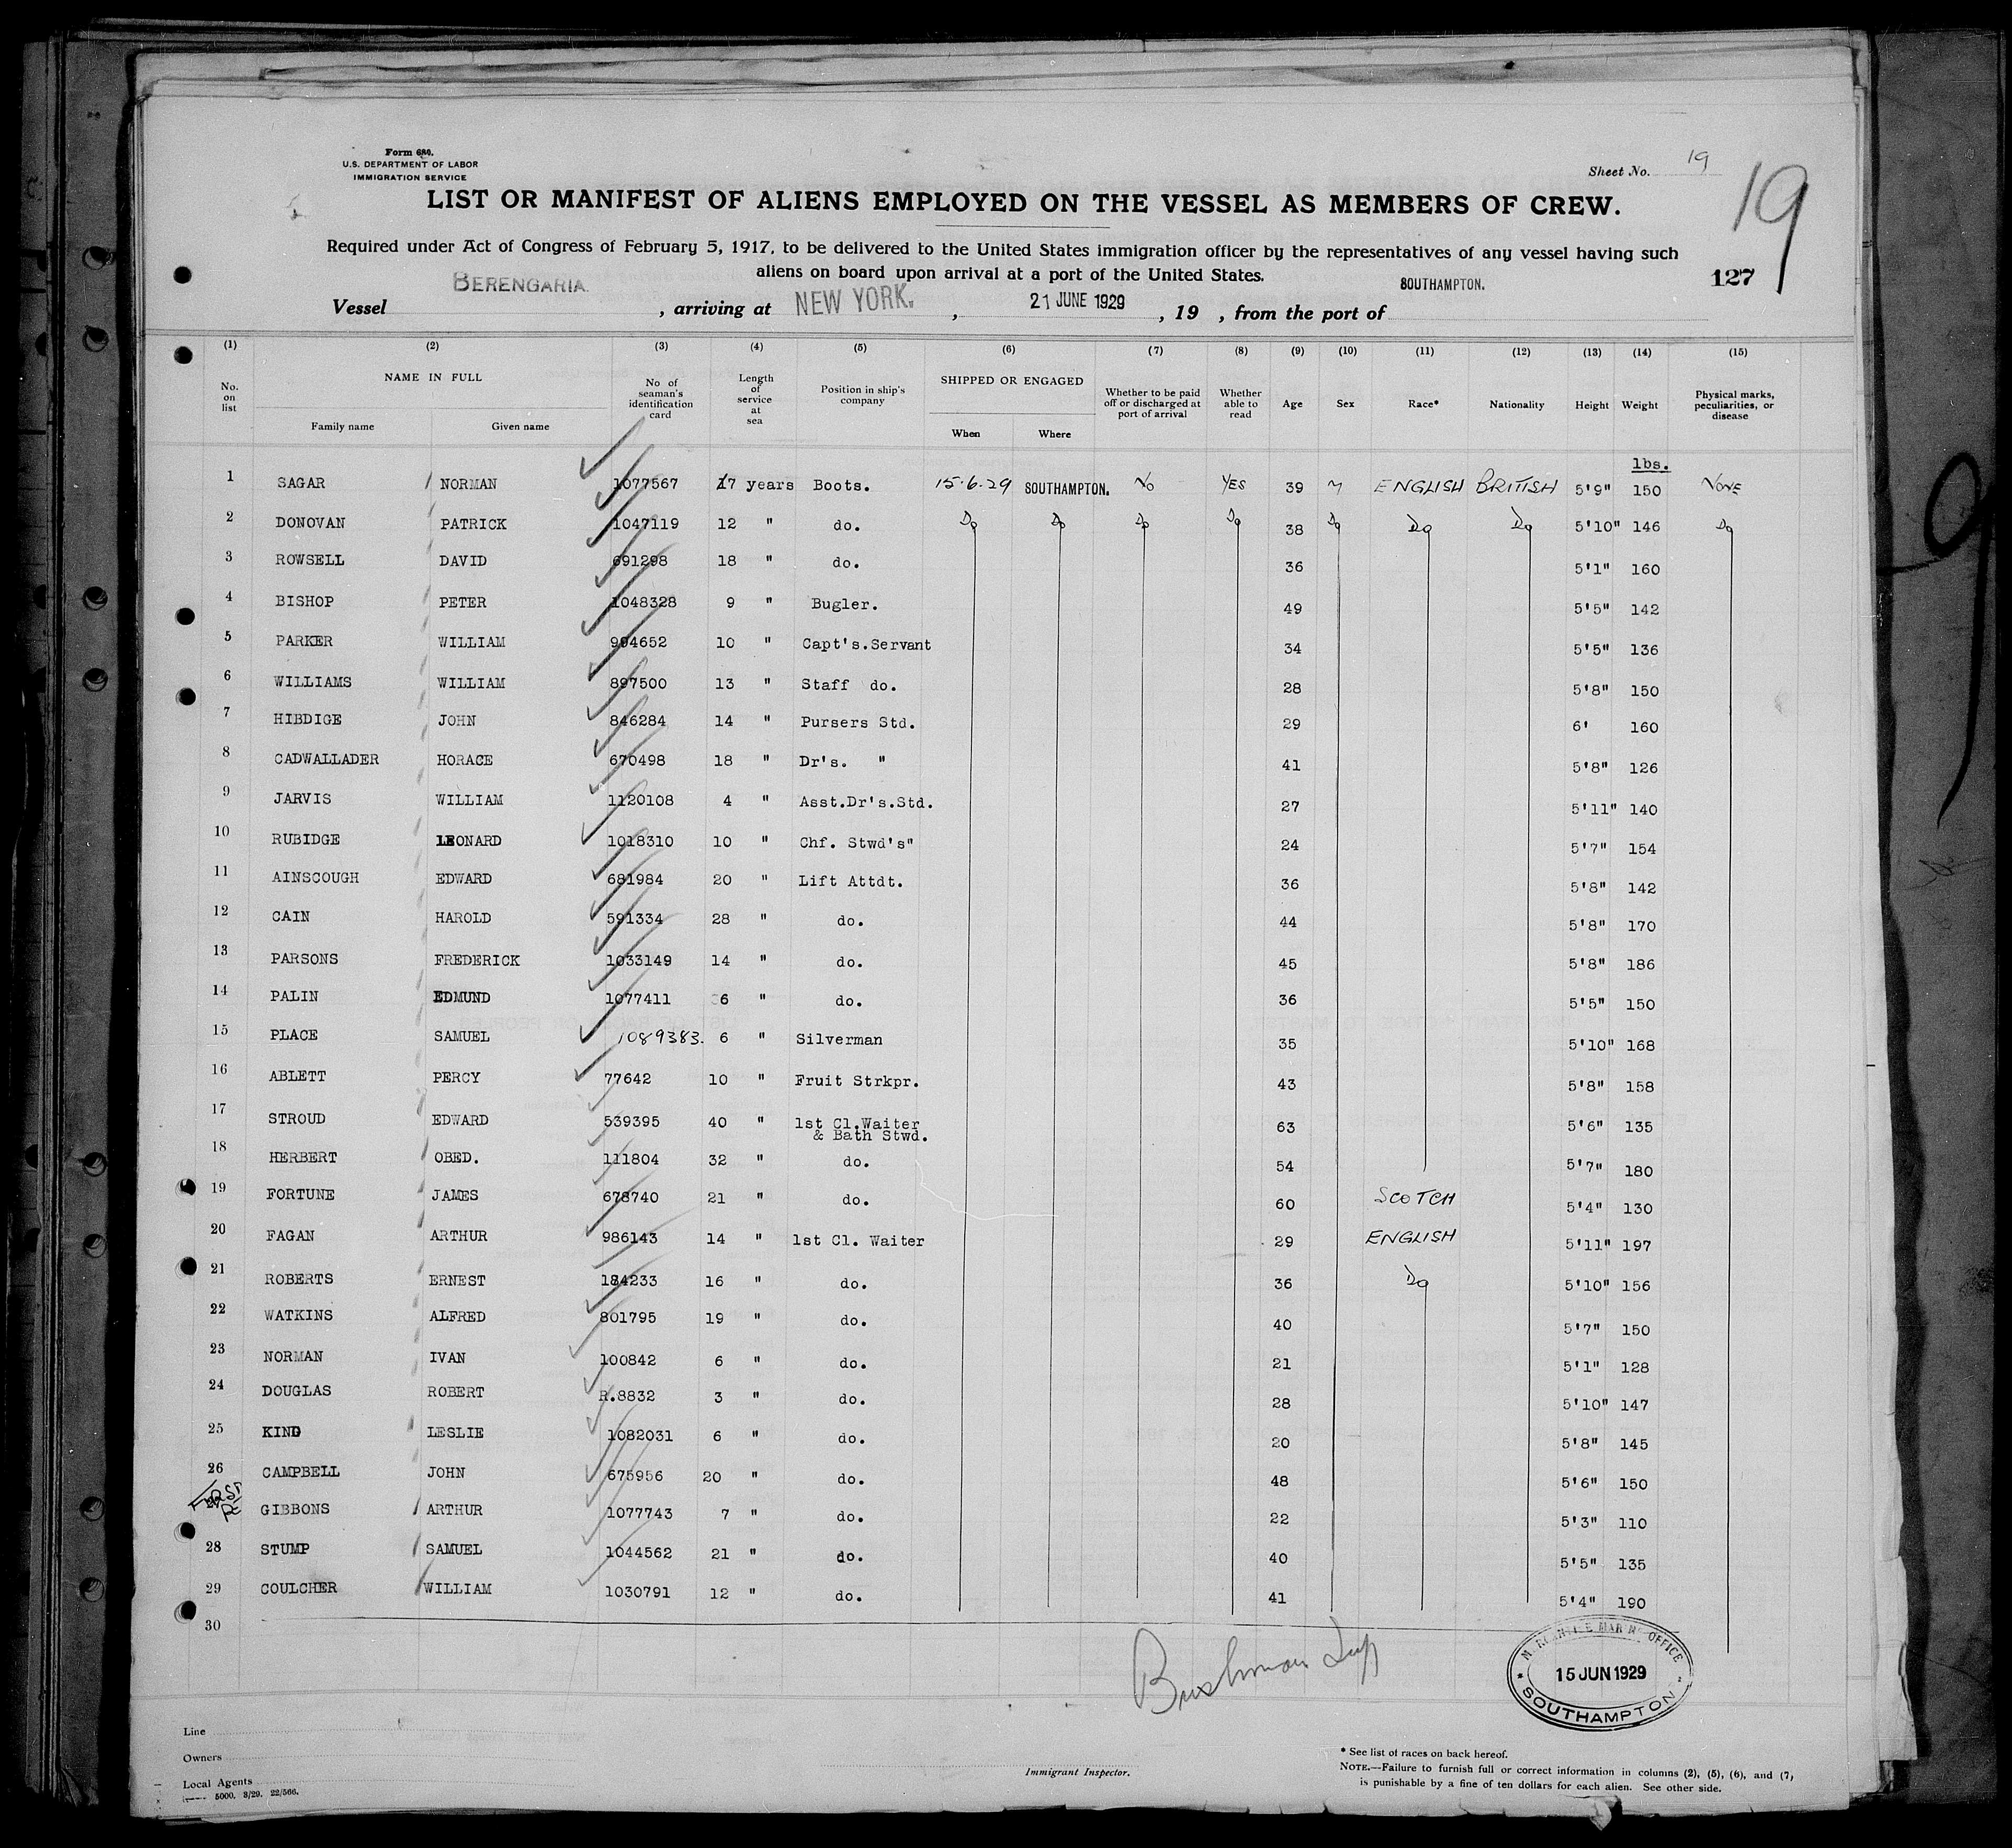 Form 680.
U.S. DEPARTMENT OF LABOR
IMMIGRATION SERVICE
Sheet No. 19
19
LIST OR MANIFEST OF ALIENS EMPLOYED ON THE VESSEL AS MEMBERS OF CREW.
Required under Act of Congress of February 5, 1917, to be delivered to the United States immigration officer by the representatives of any vessel having such
aliens on board upon arrival at a port of the United States.
127
Vessel BERENGARIA, arriving at NEW YORK., 21 JUNE 1929, 19 , from the port of SOUTHAMPTON.
(1) (2) (3) (4) (5) (6) (7) (8) (9) (10) (11) (12) (13) (14) (15)
No. on list NAME IN FULL Family name Given name No of seaman's identification card Length of service at sea Position in ship's company SHIPPED OR ENGAGED When Where Whether to be paid off or discharged at port of arrival Whether able to read Age Sex Race* Nationality Height Weight Physical marks, peculiarities, or disease
lbs.
1 SAGAR NORMAN 1077567 17 years Boots. 15·6·29 SOUTHAMPTON. No YES 39 M ENGLISH BRITISH 5'9" 150 NONE
2 DONOVAN PATRICK 1047119 12 " do. Do Do Do Do 38 Do Do Do 5'10" 146 Do
3 ROWSELL DAVID 691298 18 " do. 36 5'1" 160
4 BISHOP PETER 1048328 9 " Bugler. 49 5'5" 142
5 PARKER WILLIAM 994652 10 " Capt's.Servant 34 5'5" 136
6 WILLIAMS WILLIAM 897500 13 " Staff do. 28 5'8" 150
7 HIBDIGE JOHN 846284 14 " Pursers Std. 29 6' 160
8 CADWALLADER HORACE 670498 18 " Dr's. " 41 5'8" 126
9 JARVIS WILLIAM 1120108 4 " Asst.Dr's.Std. 27 5'11" 140
10 RUBIDGE LEONARD 1018310 10 " Chf. Stwd's" 24 5'7" 154
11 AINSCOUGH EDWARD 681984 20 " Lift Attdt. 36 5'8" 142
12 CAIN HAROLD 591334 28 " do. 44 5'8" 170
13 PARSONS FREDERICK 1033149 14 " do. 45 5'8" 186
14 PALIN EDMUND 1077411 6 " do. 36 5'5" 150
15 PLACE SAMUEL 1089383. 6 " Silverman 35 5'10" 168
16 ABLETT PERCY 77642 10 " Fruit Strkpr. 43 5'8" 158
17 STROUD EDWARD 539395 40 " 1st Cl.Waiter 63 5'6" 135
& Bath Stwd.
18 HERBERT OBED. 111804 32 " do. 54 5'7" 180
19 FORTUNE JAMES 678740 21 " do. 60 SCOTCH 5'4" 130
20 FAGAN ARTHUR 986143 14 " 1st Cl. Waiter 29 ENGLISH 5'11" 197
21 ROBERTS ERNEST 184233 16 " do. 36 Do 5'10" 156
22 WATKINS ALFRED 801795 19 " do. 40 5'7" 150
23 NORMAN IVAN 100842 6 " do. 21 5'1" 128
24 DOUGLAS ROBERT R.8832 3 " do. 28 5'10" 147
25 KING LESLIE 1082031 6 " do. 20 5'8" 145
26 CAMPBELL JOHN 675956 20 " do. 48 5'6" 150
GIBBONS ARTHUR 1077743 7 " do. 22 5'3" 110
28 STUMP SAMUEL 1044562 21 " do. 40 5'5" 135
29 COULCHER WILLIAM 1030791 12 " do. 41 5'4" 190
30
MERCANTILE MARINE OFFICE
15 JUN 1929
SOUTHAMPTON
Line
Owners
Local Agents
5000. 3/29. 22/566.
Immigrant Inspector.
* See list of races on back hereof.
NOTE.—Failure to furnish full or correct information in columns (2), (5), (6), and (7)
is punishable by a fine of ten dollars for each alien. See other side.